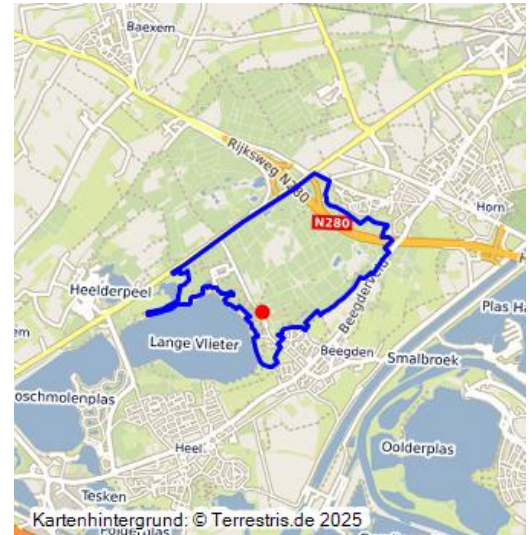 Baexem
Rijksweg N280
Horn
N280
Heelderpeel
Beegderveld
Plas Ha
Lange Vlieter
Beegden
Smalbroek
oschmolenplas
Heel
Oolderplas
Tesken
Kartenhintergrund: © Terrestris.de 2025